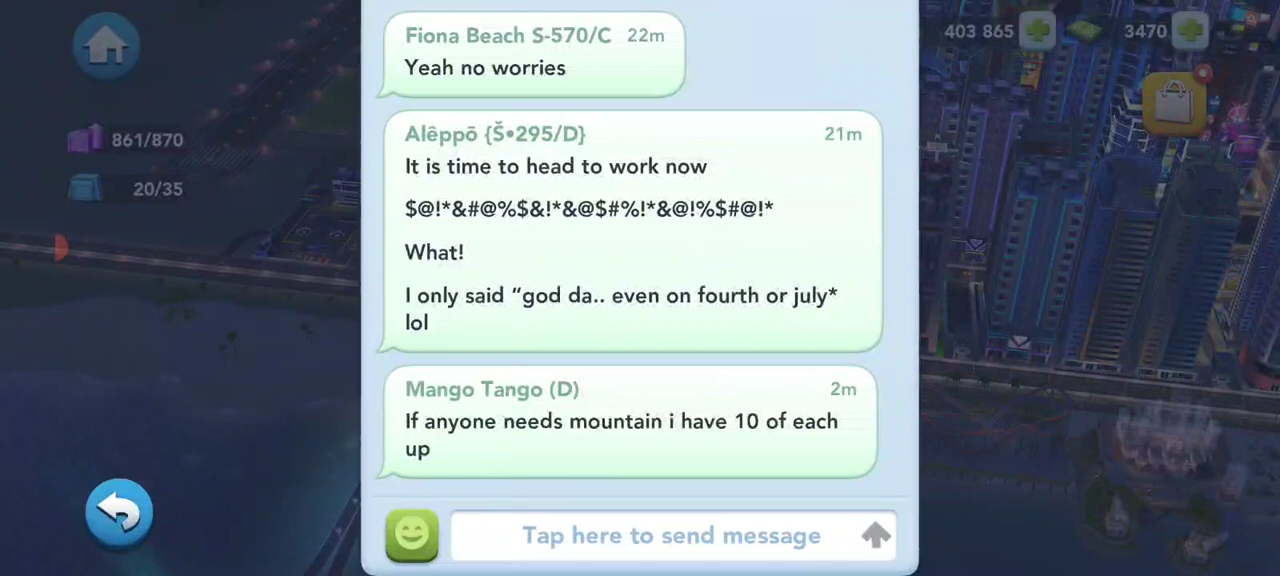 Fiona Beach S-570/C 22m
Yeah no worries
403 865 3470
Alêppō {Š•295/D} 21m
861/870
It is time to head to work now
20/35
$@!*&#@%$&!*&@$#%!*&@!%$#@!*
What!
I only said "god da.. even on fourth or july*
lol
Mango Tango (D) 2m
If anyone needs mountain i have 10 of each
up
Tap here to send message